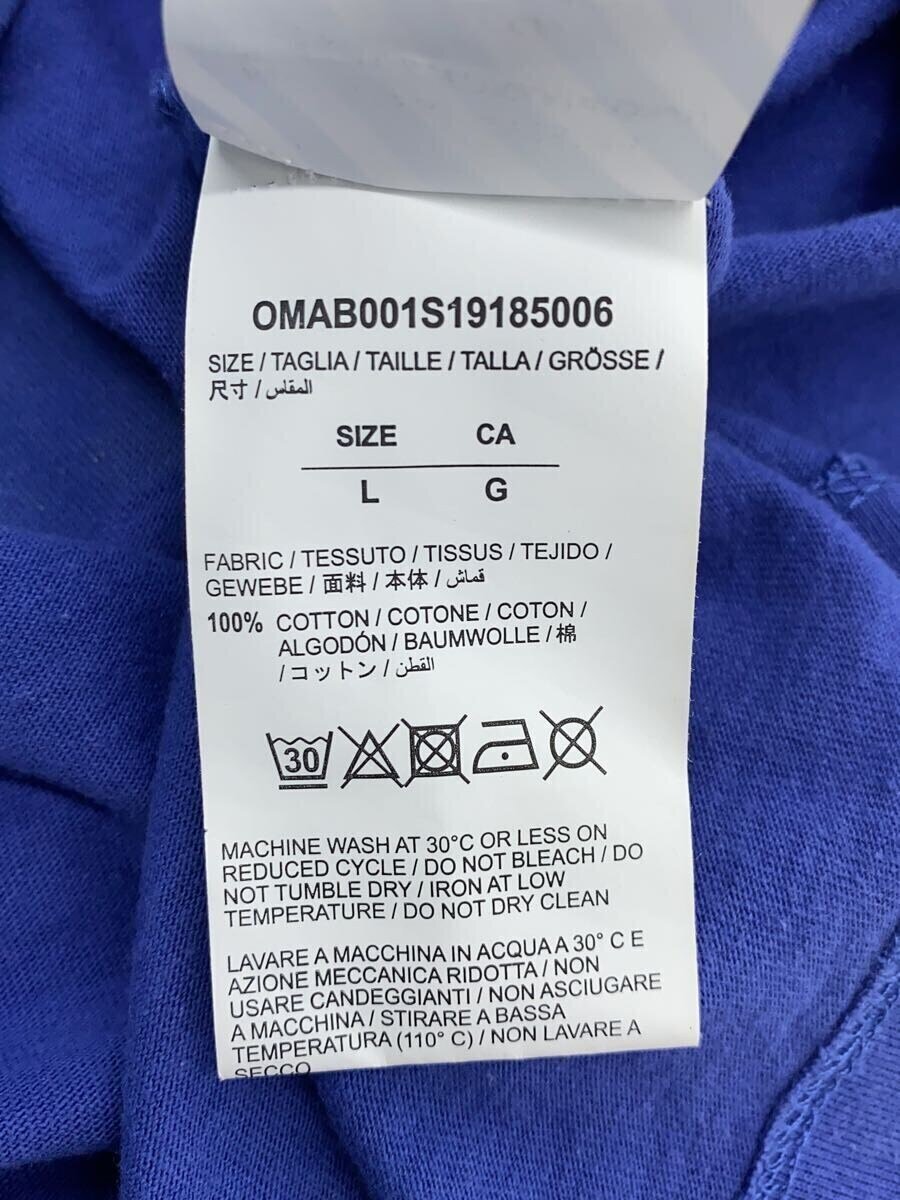 OMAB001S19185006
SIZE / TAGLIA / TAILLE / TALLA / GRÖSSE /
尺寸 / المقاس
SIZE CA
L G
FABRIC / TESSUTO / TISSUS / TEJIDO /
GEWEBE / 面料 / 本体 / قماش
100% COTTON / COTONE / COTON /
ALGODÓN / BAUMWOLLE / 棉
/ コットン / القطن
30
MACHINE WASH AT 30°C OR LESS ON
REDUCED CYCLE / DO NOT BLEACH / DO
NOT TUMBLE DRY / IRON AT LOW
TEMPERATURE / DO NOT DRY CLEAN
LAVARE A MACCHINA IN ACQUA A 30° C E
AZIONE MECCANICA RIDOTTA / NON
USARE CANDEGGIANTI / NON ASCIUGARE
A MACCHINA / STIRARE A BASSA
TEMPERATURA (110° C) / NON LAVARE A
SECCO